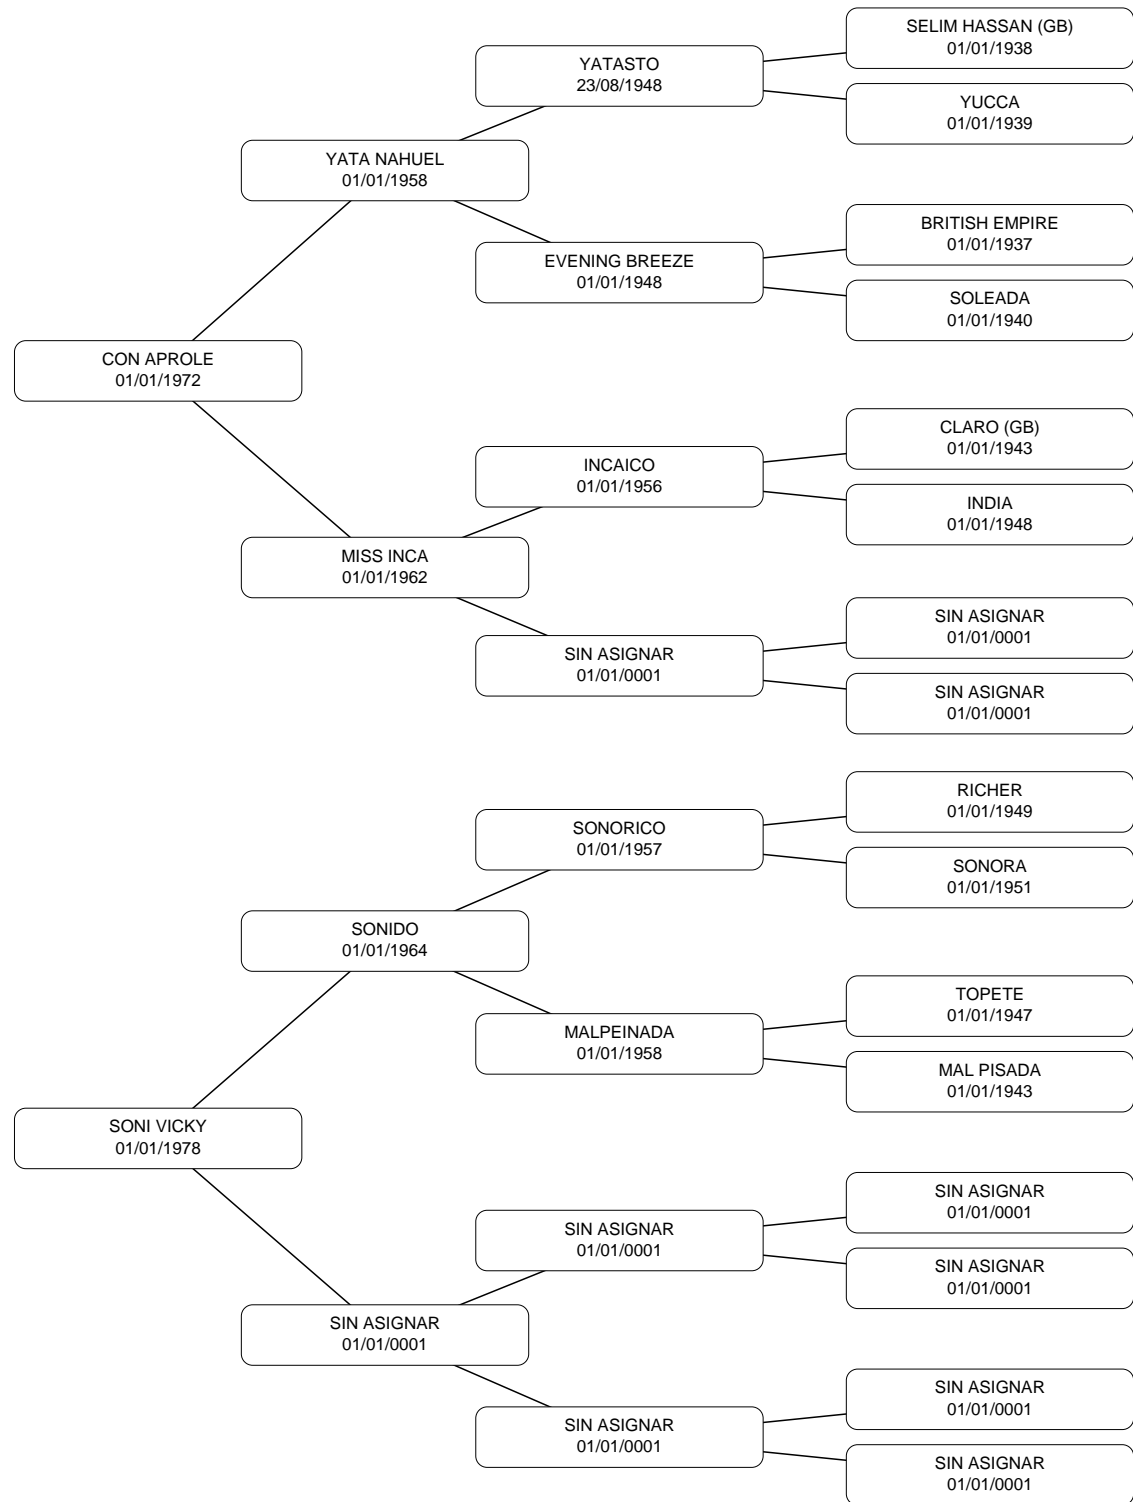 SELIM HASSAN (GB)
01/01/1938
YATASTO
23/08/1948
YUCCA
01/01/1939
YATA NAHUEL
01/01/1958
BRITISH EMPIRE
01/01/1937
EVENING BREEZE
01/01/1948
SOLEADA
01/01/1940
CON APROLE
01/01/1972
CLARO (GB)
01/01/1943
INCAICO
01/01/1956
INDIA
01/01/1948
MISS INCA
01/01/1962
SIN ASIGNAR
01/01/0001
SIN ASIGNAR
01/01/0001
SIN ASIGNAR
01/01/0001
RICHER
01/01/1949
SONORICO
01/01/1957
SONORA
01/01/1951
SONIDO
01/01/1964
TOPETE
01/01/1947
MALPEINADA
01/01/1958
MAL PISADA
01/01/1943
SONI VICKY
01/01/1978
SIN ASIGNAR
01/01/0001
SIN ASIGNAR
01/01/0001
SIN ASIGNAR
01/01/0001
SIN ASIGNAR
01/01/0001
SIN ASIGNAR
01/01/0001
SIN ASIGNAR
01/01/0001
SIN ASIGNAR
01/01/0001